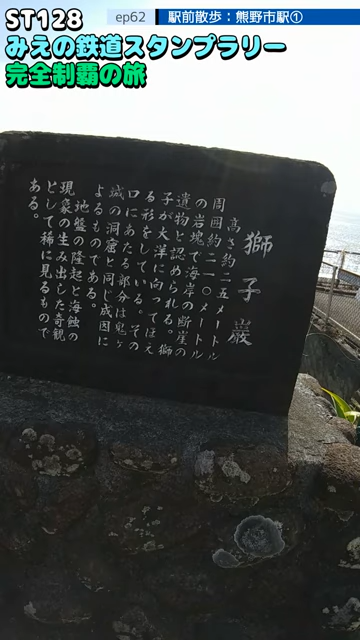 ST128
ep62
駅前散歩：熊野市駅①
みえの鉄道スタンプラリー
完全制覇の旅
獅子巖
高さ約二五メートル
周囲約二一〇メートル
の岩塊で海岸の断崖の
遺物と認められる。獅
子が大洋に向ってほえ
る形をしている。その
口にあたる部分は鬼ヶ
城の洞窟と同じ成因に
よるものである。
地盤の隆起と海蝕の
現象の生み出した奇観
として稀に見るもので
ある。